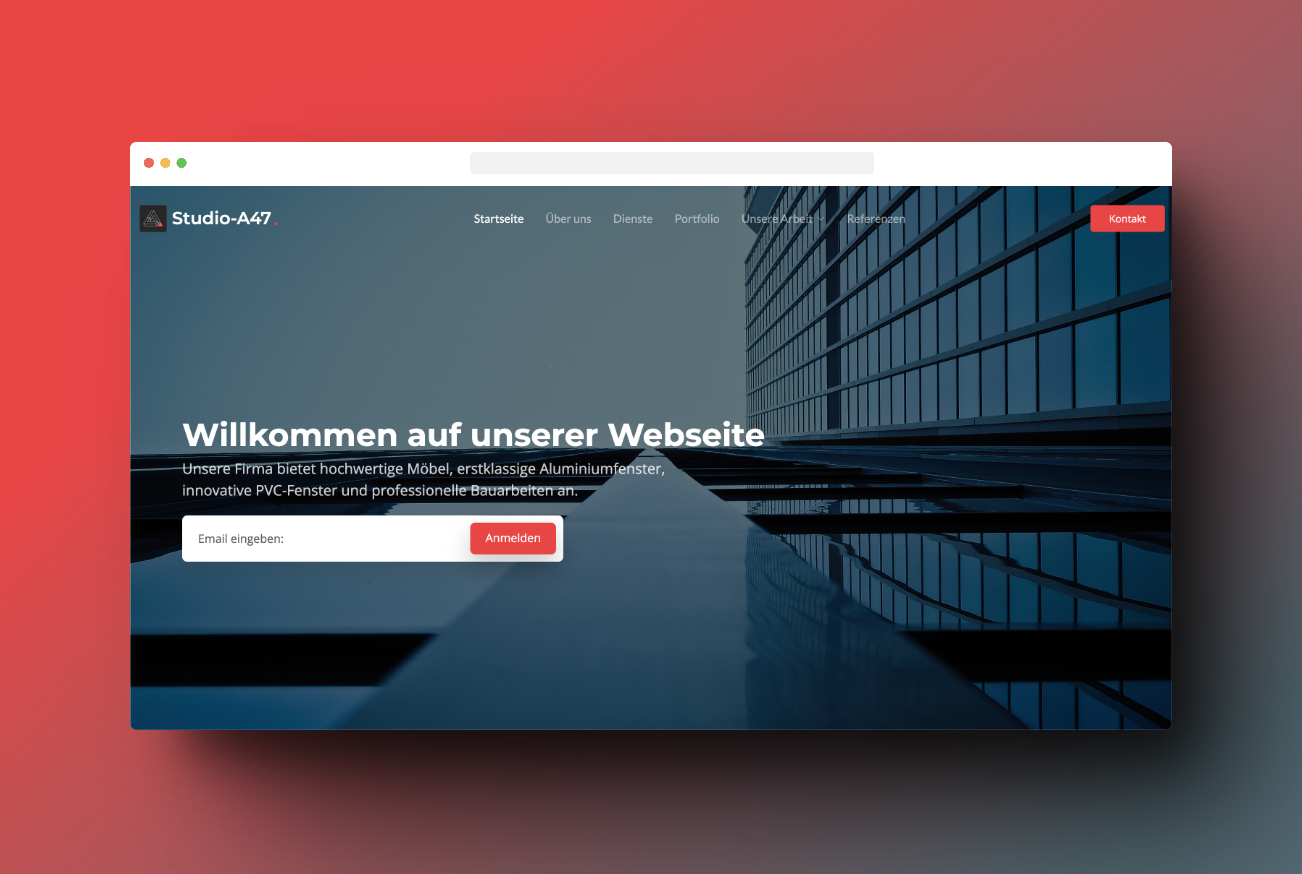 Studio-A47.
Startseite Über uns Dienste Portfolio Unsere Arbeit Referenzen
Kontakt
Willkommen auf unserer Webseite
Unsere Firma bietet hochwertige Möbel, erstklassige Aluminiumfenster,
innovative PVC-Fenster und professionelle Bauarbeiten an.
Email eingeben:
Anmelden